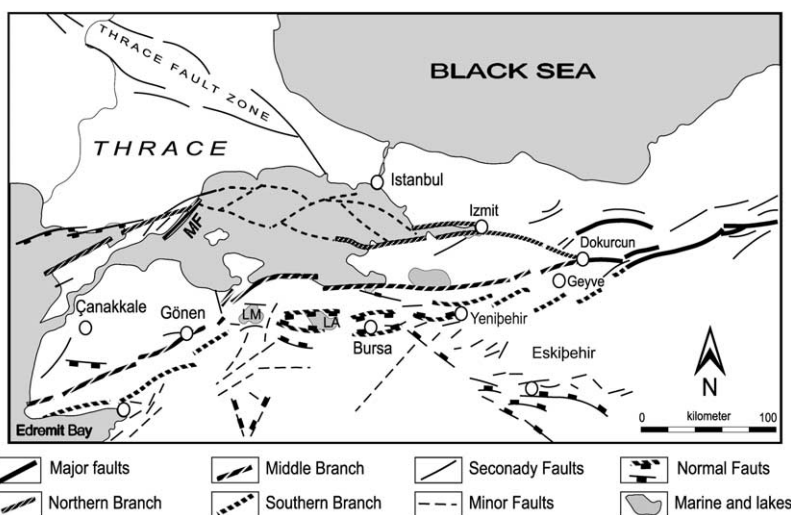 BLACK SEA
THRACE FAULT ZONE
THRACE
Istanbul
Izmit
MF
Dokurcun
Geyve
Çanakkale
Gönen
LM
LA
Yeniþehir
Bursa
Eskiþehir
N
Edremit Bay
0 kilometer 100
Major faults
Middle Branch
Seconady Faults
Normal Fauts
Northern Branch
Southern Branch
Minor Faults
Marine and lakes